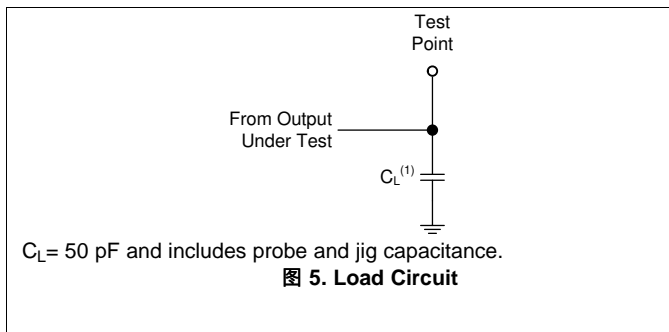 Test
Point
From Output
Under Test
CL(1)
CL= 50 pF and includes probe and jig capacitance.
图 5. Load Circuit